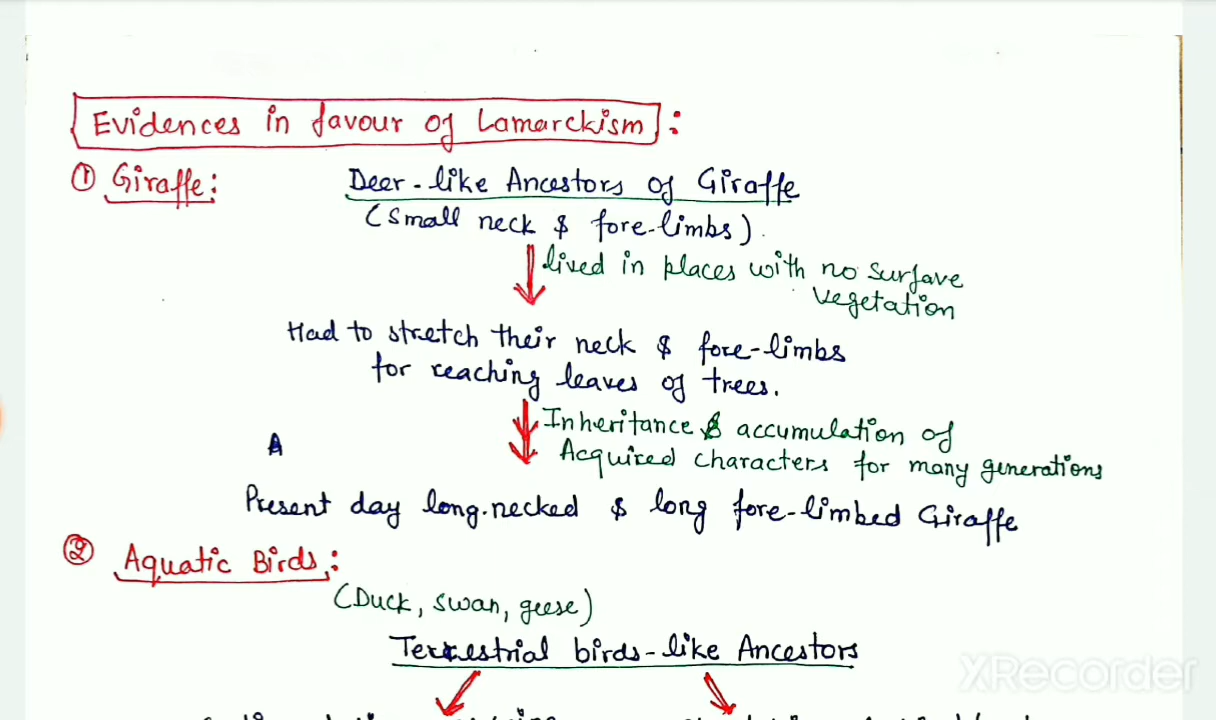 Evidences in favour of Lamarckism :
① Giraffe :
Deer-like Ancestors of Giraffe
(Small neck & fore-limbs)
lived in places with no surfave
vegetation
Had to stretch their neck & fore-limbs
for reaching leaves of trees.
Inheritance & accumulation of
Acquired characters for many generations
A
Present day long-necked & long fore-limbed Giraffe
② Aquatic Birds :
(Duck, swan, geese)
Terrestrial birds-like Ancestors
XRecorder